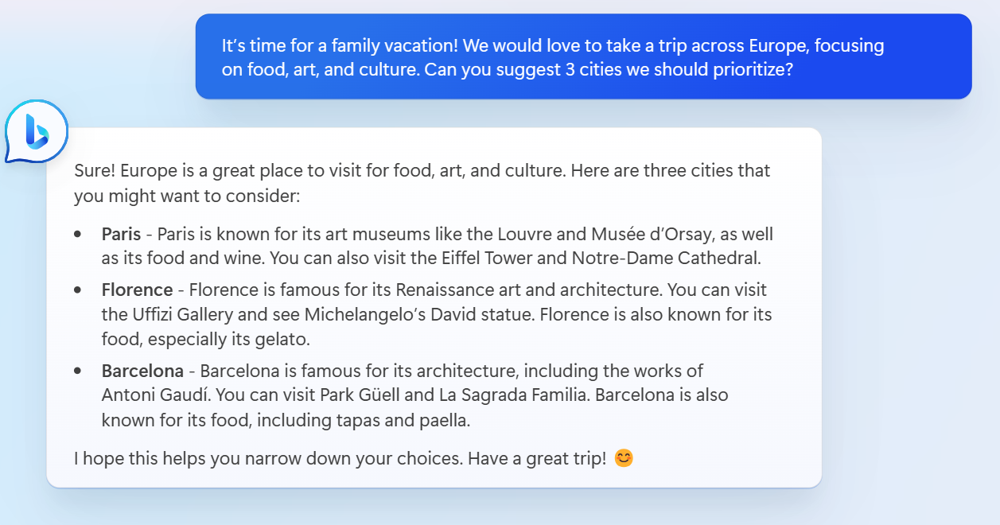 It's time for a family vacation! We would love to take a trip across Europe, focusing
on food, art, and culture. Can you suggest 3 cities we should prioritize?
Sure! Europe is a great place to visit for food, art, and culture. Here are three cities that
you might want to consider:
• Paris - Paris is known for its art museums like the Louvre and Musée d'Orsay, as well
as its food and wine. You can also visit the Eiffel Tower and Notre-Dame Cathedral.
• Florence - Florence is famous for its Renaissance art and architecture. You can visit
the Uffizi Gallery and see Michelangelo's David statue. Florence is also known for its
food, especially its gelato.
• Barcelona - Barcelona is famous for its architecture, including the works of
Antoni Gaudí. You can visit Park Güell and La Sagrada Familia. Barcelona is also
known for its food, including tapas and paella.
I hope this helps you narrow down your choices. Have a great trip! 😊